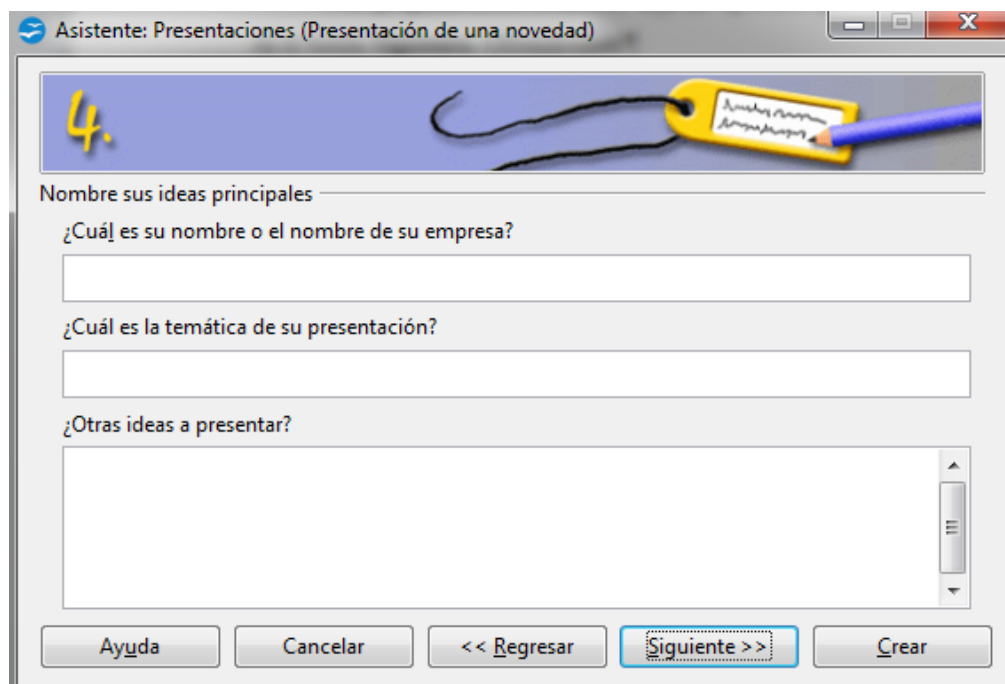 Asistente: Presentaciones (Presentación de una novedad)
4.
Nombre sus ideas principales
¿Cuál es su nombre o el nombre de su empresa?
¿Cuál es la temática de su presentación?
¿Otras ideas a presentar?
Ayuda Cancelar << Regresar Siguiente >> Crear